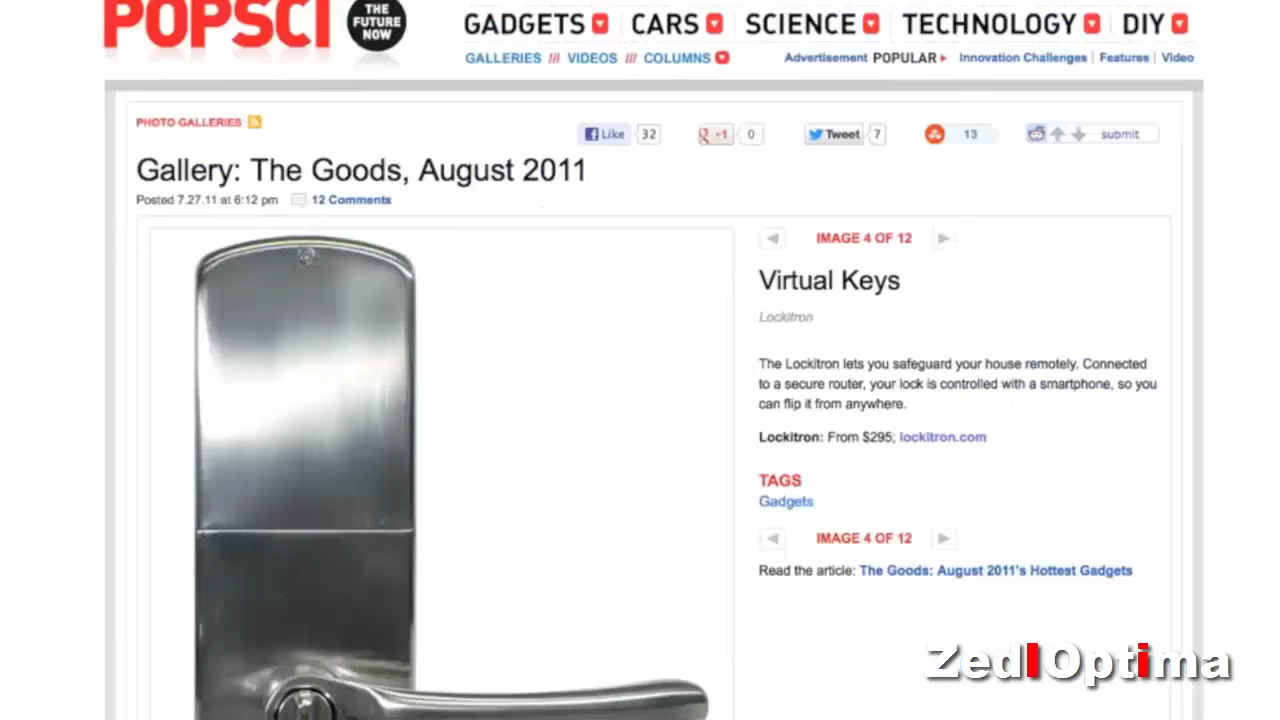 POPSCI THE FUTURE NOW GADGETS CARS SCIENCE TECHNOLOGY DIY
GALLERIES /// VIDEOS /// COLUMNS Advertisement POPULAR Innovation Challenges | Features | Video
PHOTO GALLERIES
Like 32 +1 0 Tweet 7 13 submit
Gallery: The Goods, August 2011
Posted 7.27.11 at 6:12 pm 12 Comments
IMAGE 4 OF 12
Virtual Keys
Lockitron
The Lockitron lets you safeguard your house remotely. Connected
to a secure router, your lock is controlled with a smartphone, so you
can flip it from anywhere.
Lockitron: From $295; lockitron.com
TAGS
Gadgets
IMAGE 4 OF 12
Read the article: The Goods: August 2011's Hottest Gadgets
Zed Optima